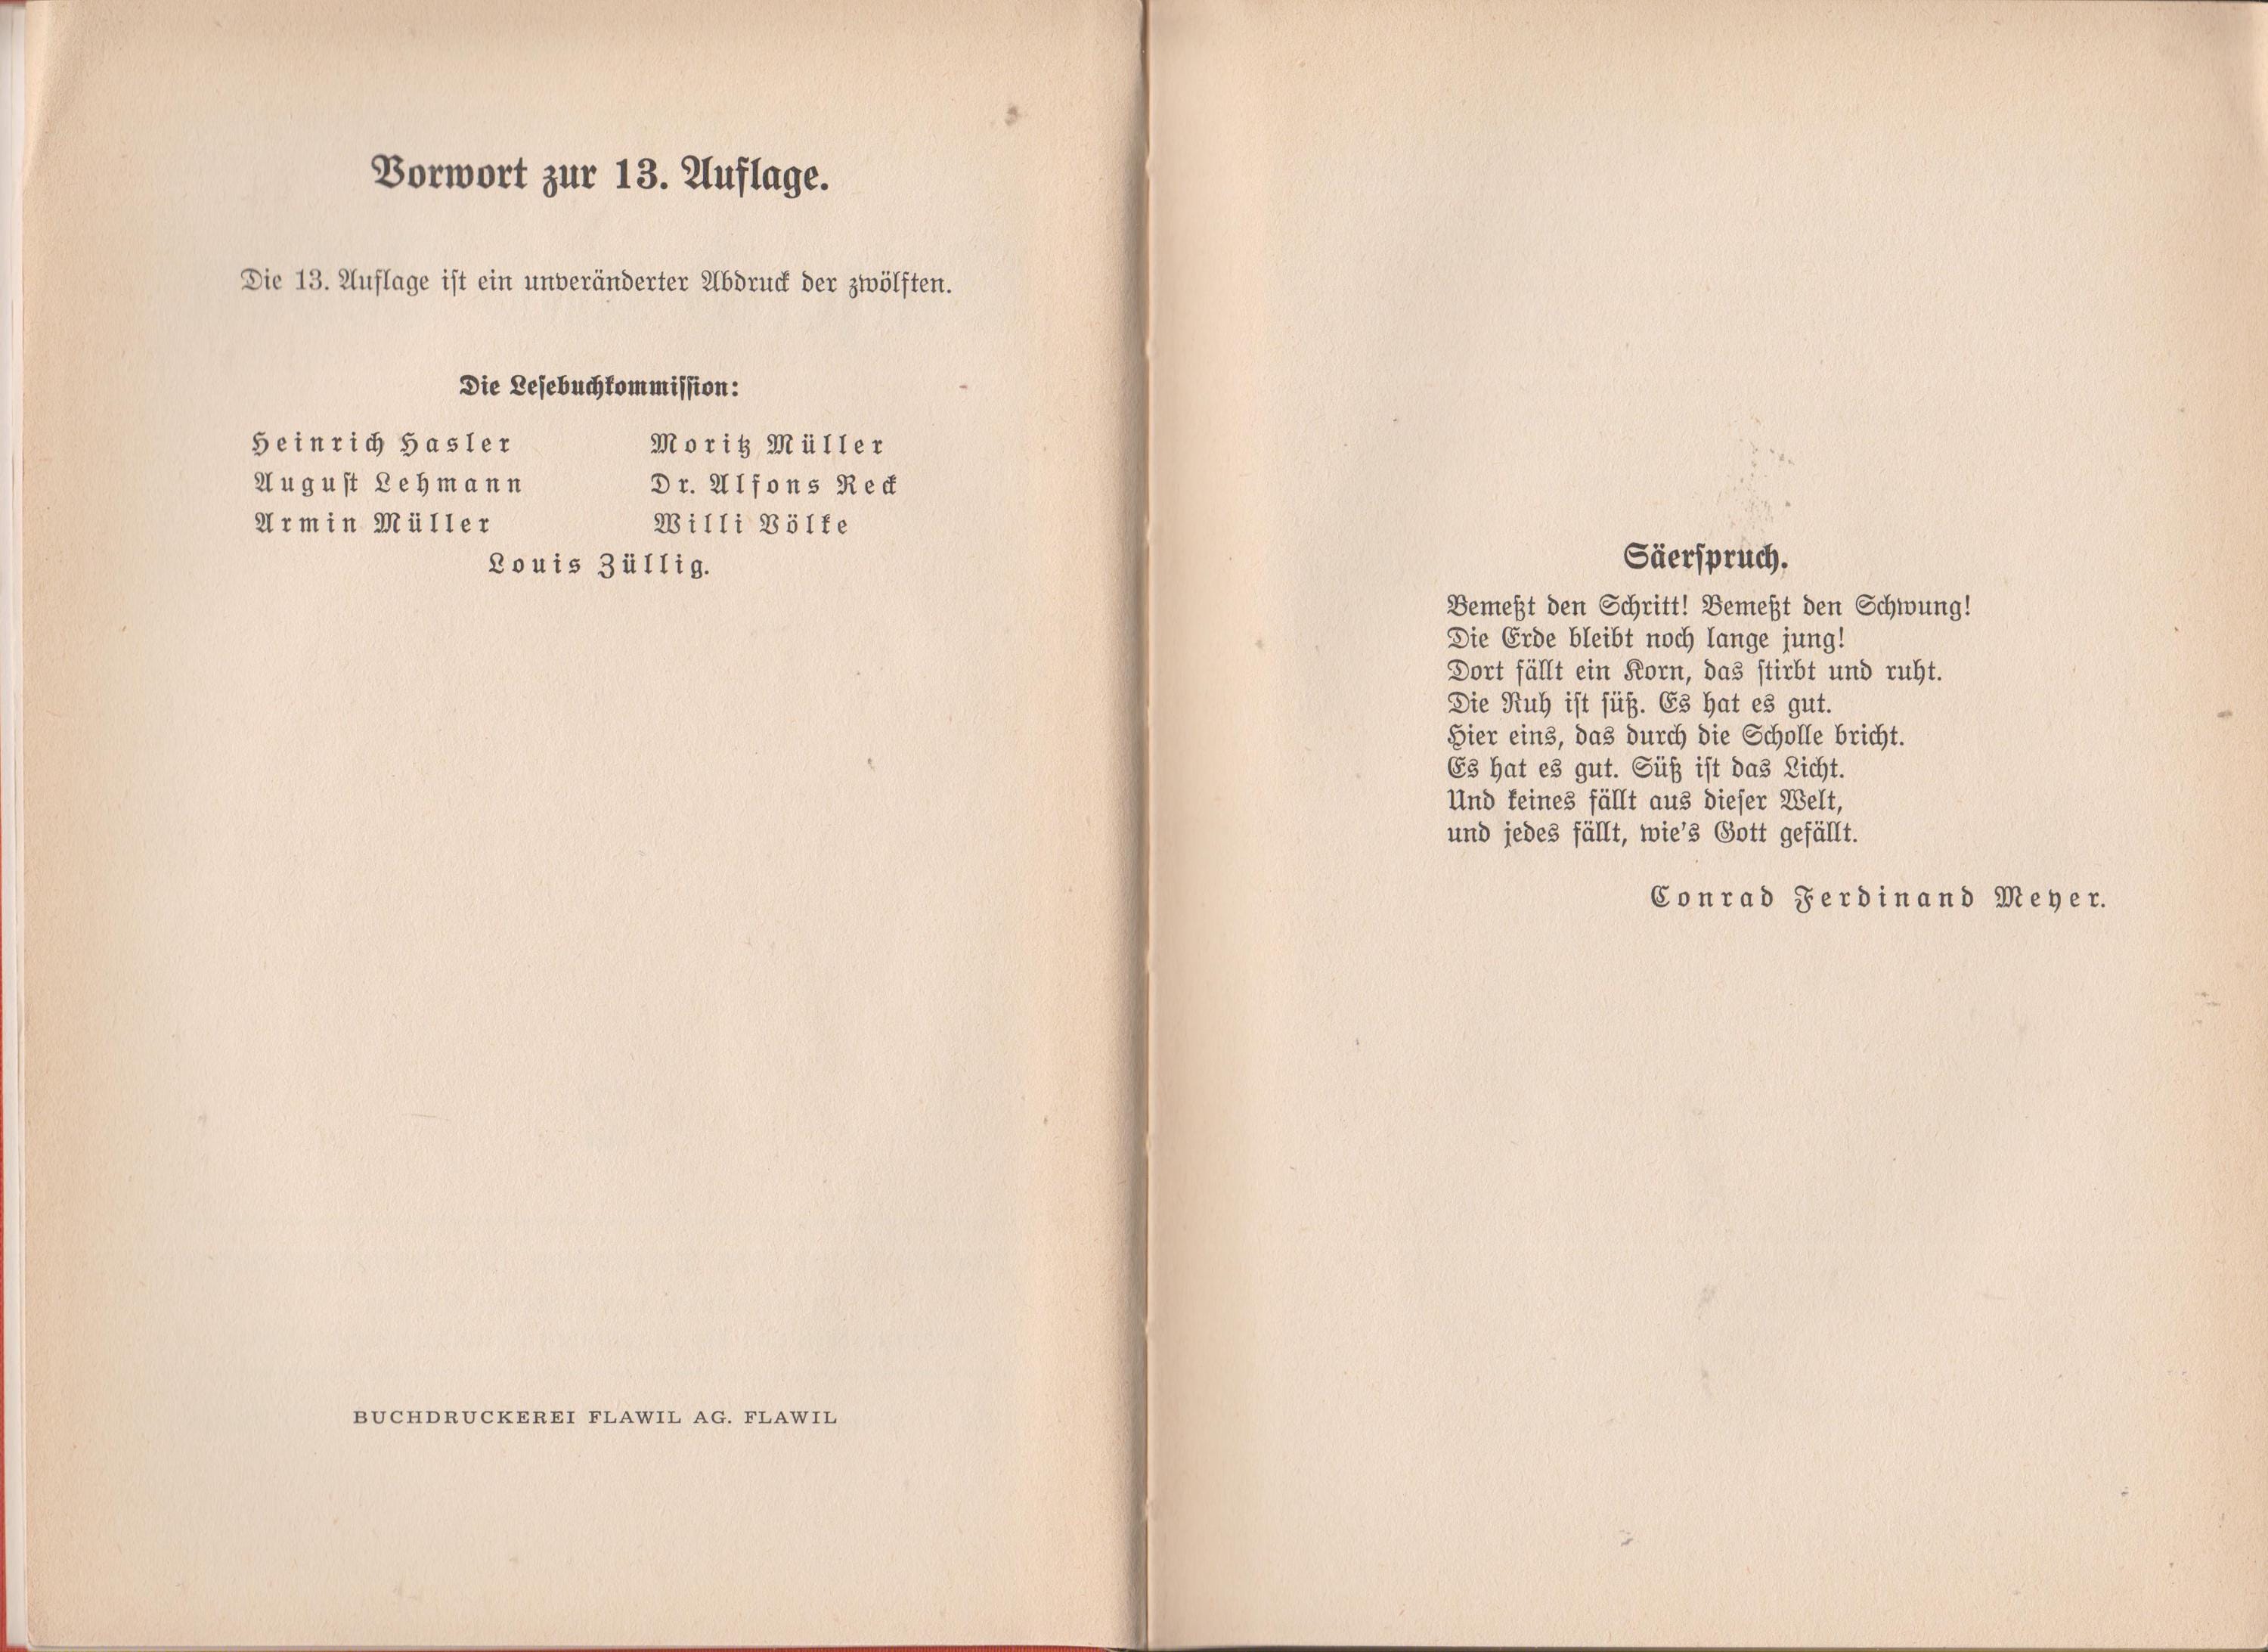 Vorwort zur 13. Auflage.
Die 13. Auflage ist ein unveränderter Abdruck der zwölften.
Die Lesebuchkommission:
Heinrich Hasler
August Lehmann
Armin Müller
Moritz Müller
Dr. Alfons Reck
Willi Völke
Louis Züllig.
BUCHDRUCKEREI FLAWIL AG. FLAWIL
Säerspruch.
Bemeßt den Schritt! Bemeßt den Schwung!
Die Erde bleibt noch lange jung!
Dort fällt ein Korn, das stirbt und ruht.
Die Ruh ist süß. Es hat es gut.
Hier eins, das durch die Scholle bricht.
Es hat es gut. Süß ist das Licht.
Und keines fällt aus dieser Welt,
und jedes fällt, wie's Gott gefällt.
Conrad Ferdinand Meyer.